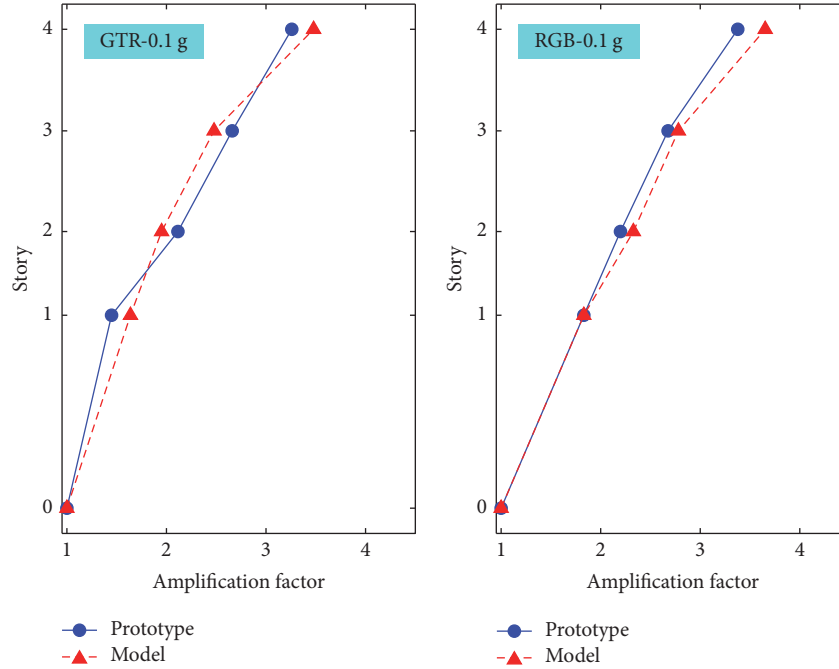 GTR-0.1 g
4
3
2
1
0
Story
1 2 3 4
Amplification factor
Prototype
Model
RGB-0.1 g
4
3
2
1
0
Story
1 2 3 4
Amplification factor
Prototype
Model